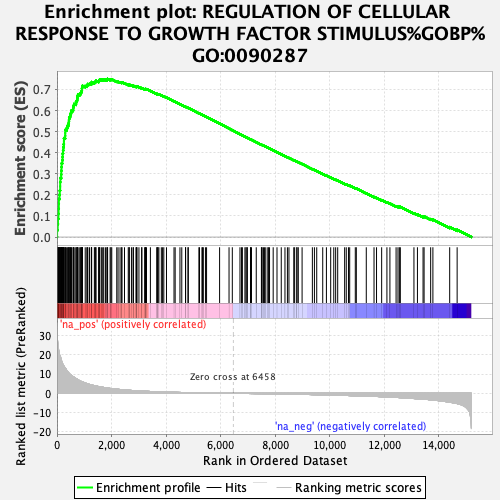 Enrichment plot: REGULATION OF CELLULAR
RESPONSE TO GROWTH FACTOR STIMULUS%GOBP%
GO:0090287
Enrichment score (ES)
0.7
0.6
0.5
0.4
0.3
0.2
0.1
0.0
'na_pos' (positively correlated)
Ranked list metric (PreRanked)
30
20
10
0
-10
-20
Zero cross at 6458
'na_neg' (negatively correlated)
0 2,000 4,000 6,000 8,000 10,000 12,000 14,000
Rank in Ordered Dataset
Enrichment profile Hits Ranking metric scores